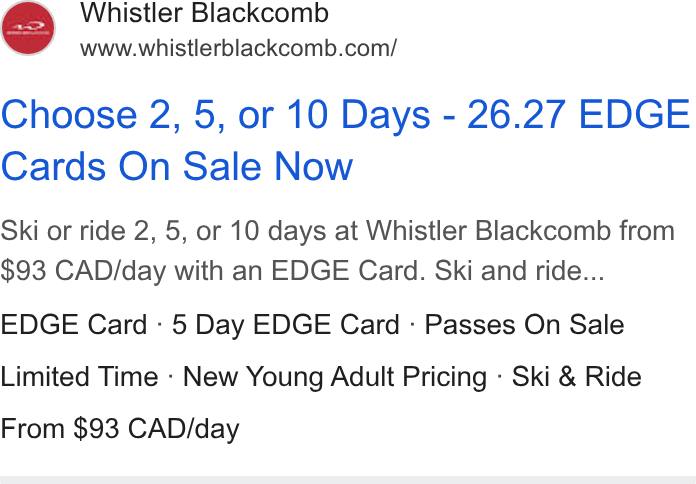 Whistler Blackcomb
www.whistlerblackcomb.com/
Choose 2, 5, or 10 Days - 26.27 EDGE
Cards On Sale Now
Ski or ride 2, 5, or 10 days at Whistler Blackcomb from
$93 CAD/day with an EDGE Card. Ski and ride...
EDGE Card · 5 Day EDGE Card · Passes On Sale
Limited Time · New Young Adult Pricing · Ski & Ride
From $93 CAD/day